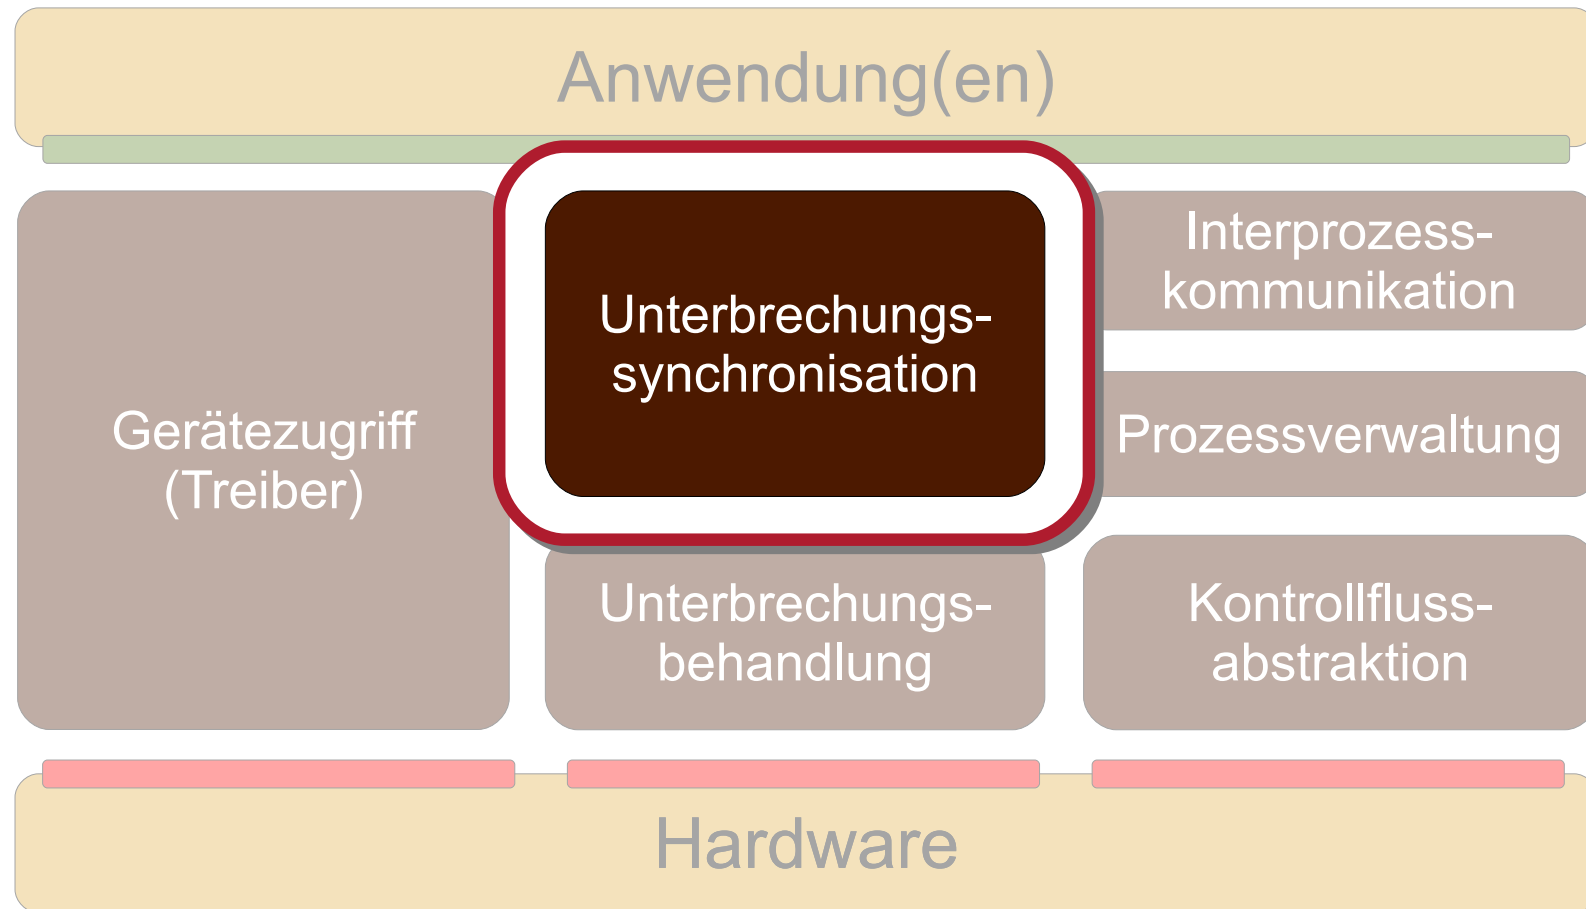 Anwendung(en)
Gerätezugriff
(Treiber)
Unterbrechungs-
synchronisation
Unterbrechungs-
behandlung
Interprozess-
kommunikation
Prozessverwaltung
Kontrollfluss-
abstraktion
Hardware